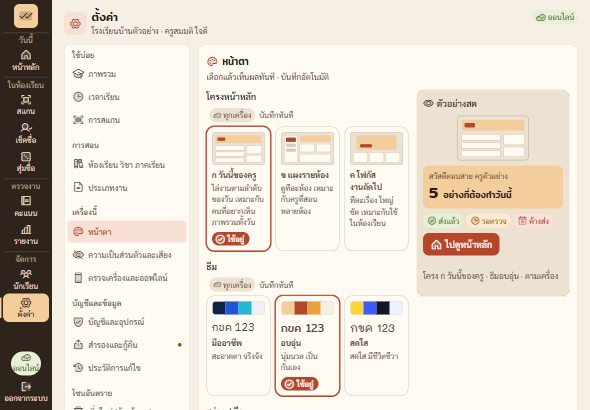 วันนี้
หน้าหลัก
ในห้องเรียน
สแกน
เช็คชื่อ
สุ่มชื่อ
ตรวจงาน
คะแนน
รายงาน
จัดการ
นักเรียน
ตั้งค่า
ออนไลน์
ออกจากระบบ
ตั้งค่า
โรงเรียนบ้านตัวอย่าง · ครูสมมติ ใจดี
ออนไลน์
ใช้บ่อย
ภาพรวม
เวลาเรียน
การสแกน
การสอน
ห้องเรียน วิชา ภาคเรียน
ประเภทงาน
เครื่องนี้
หน้าตา
ความเป็นส่วนตัวและเสียง
ตรวจเครื่องและออฟไลน์
บัญชีและข้อมูล
บัญชีและอุปกรณ์
สำรองและกู้คืน
ประวัติการแก้ไข
โซนอันตราย
หน้าตา
เลือกแล้วเห็นผลทันที · บันทึกอัตโนมัติ
โครงหน้าหลัก
ทุกเครื่อง บันทึกทันที
ก วันนี้ของครู
ไล่งานตามลำดับ
ของวัน เหมาะกับ
คนที่อยากเห็น
ภาพรวมทั้งวัน
ใช้อยู่
ข แผงรายห้อง
ดูทีละห้อง เหมาะ
กับครูที่สอน
หลายห้อง
ค โฟกัส
งานถัดไป
ทีละเรื่อง ใหญ่
ชัด เหมาะกับใช้
ในห้องเรียน
ธีม
ทุกเครื่อง บันทึกทันที
กขค 123
มืออาชีพ
สะอาดตา จริงจัง
กขค 123
อบอุ่น
นุ่มนวล เป็น
กันเอง
ใช้อยู่
กขค 123
สดใส
สดใส มีชีวิตชีวา
ตัวอย่างสด
สวัสดีตอนสาย ครูตัวอย่าง
5 อย่างที่ต้องทำวันนี้
ส่งแล้ว
รอตรวจ
ค้างส่ง
ไปดูหน้าหลัก
โครง ก วันนี้ของครู · ธีมอบอุ่น · ตามเครื่อง